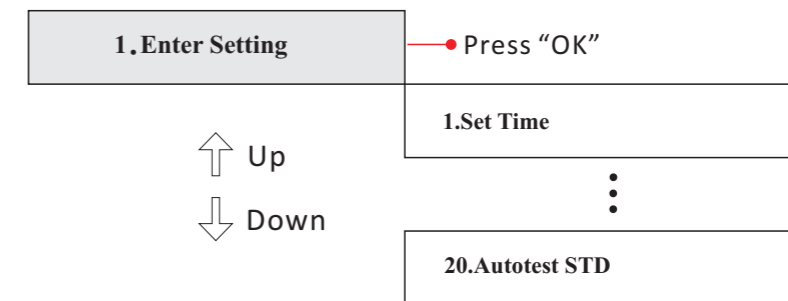 1.Enter Setting
Press “OK”
1.Set Time
Up
Down
20.Autotest STD